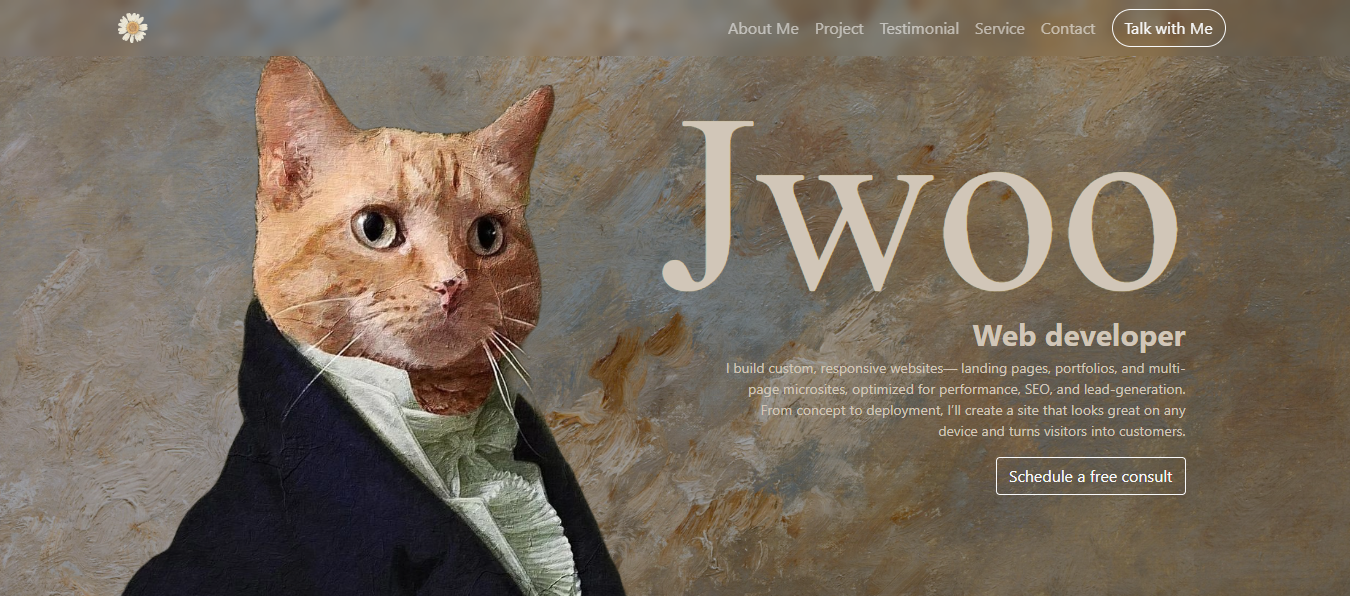 About Me Project Testimonial Service Contact Talk with Me
Jwoo
Web developer
I build custom, responsive websites— landing pages, portfolios, and multi-
page microsites, optimized for performance, SEO, and lead-generation.
From concept to deployment, I’ll create a site that looks great on any
device and turns visitors into customers.
Schedule a free consult